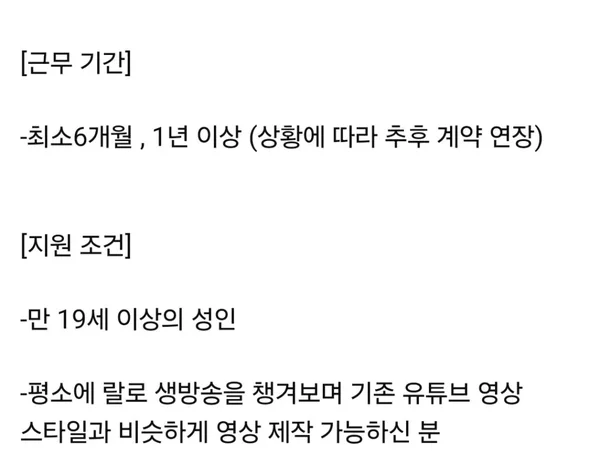 [근무 기간]
-최소6개월 , 1년 이상 (상황에 따라 추후 계약 연장)
[지원 조건]
-만 19세 이상의 성인
-평소에 랄로 생방송을 챙겨보며 기존 유튜브 영상
스타일과 비슷하게 영상 제작 가능하신 분